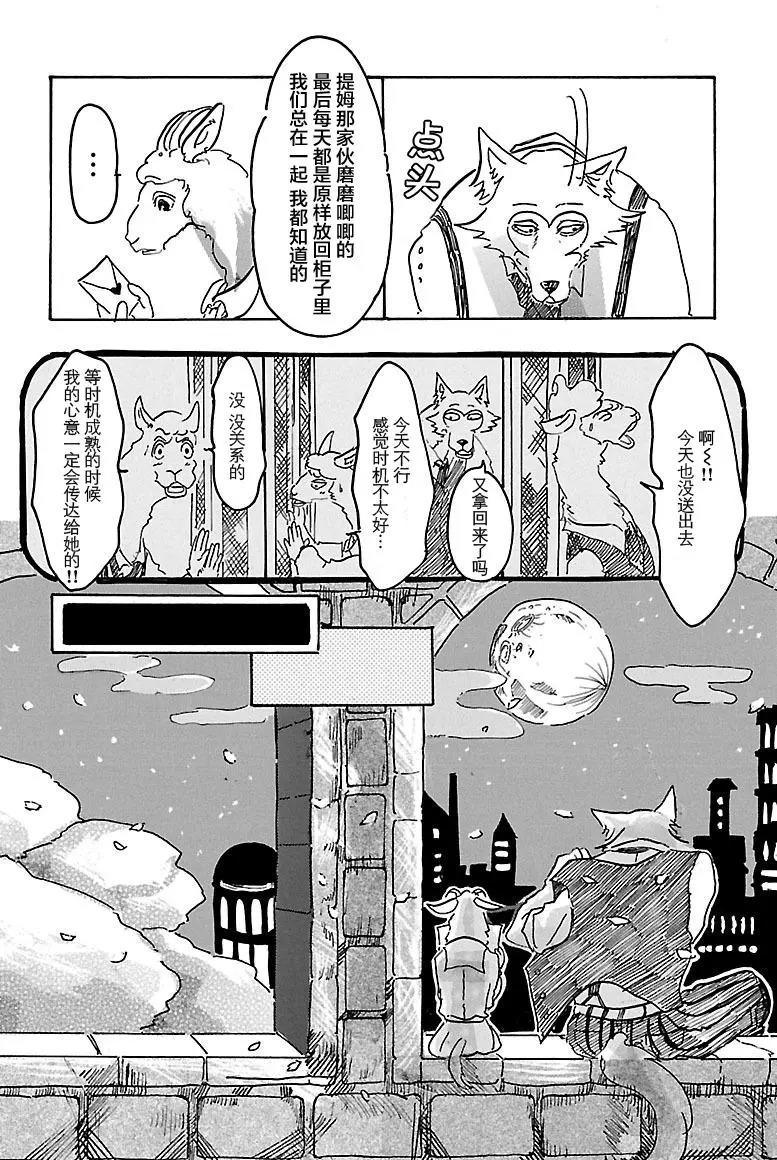 点头
提姆那家伙磨磨唧唧的
最后每天都是原样放回柜子里
我们总在一起 我都知道的
…
啊~!!
今天也没送出去
又拿回来了吗
今天不行
感觉时机不太好…
没 没关系的
等时机成熟的时候
我的心意一定会传达给她的!!